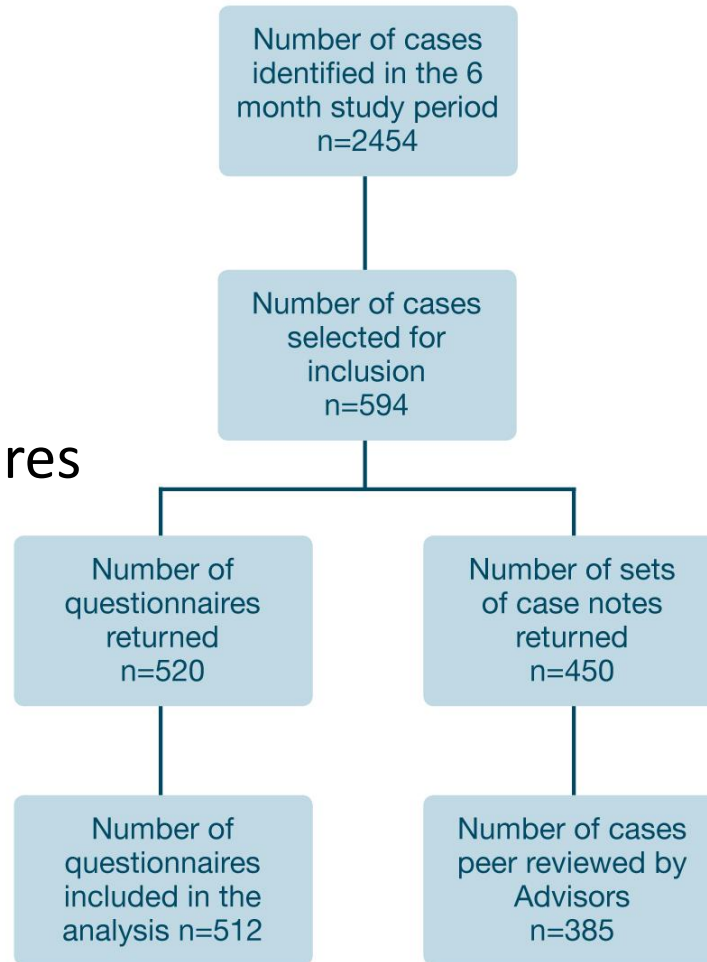 Number of cases
identified in the 6
month study period
n=2454
Number of cases
selected for
inclusion
n=594
res
Number of
questionnaires
returned
n=520
Number of sets
of case notes
returned
n=450
Number of
questionnaires
included in the
analysis n=512
Number of cases
peer reviewed by
Advisors
n=385